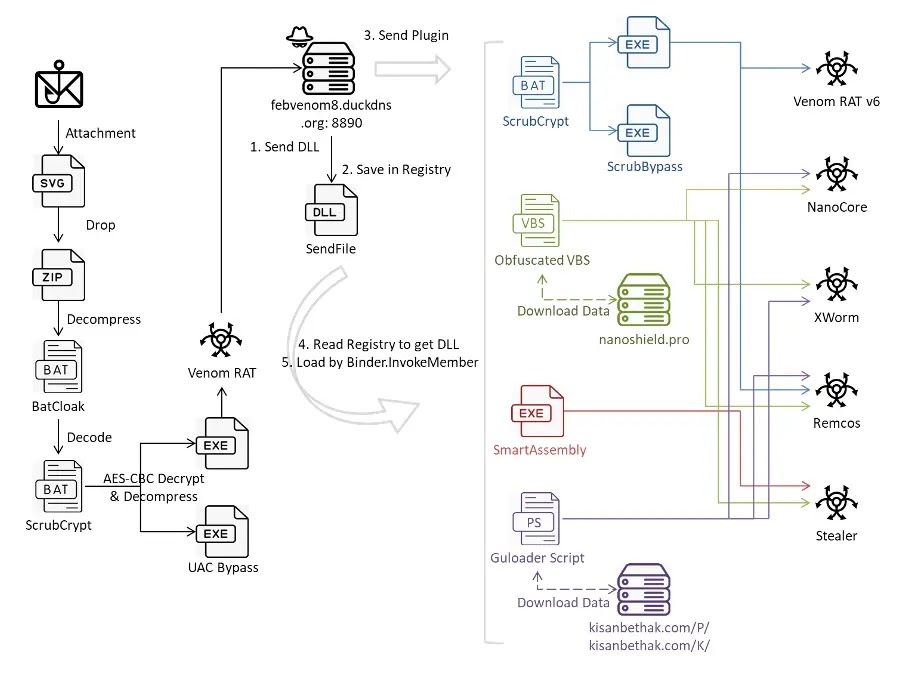 Attachment
SVG
Drop
ZIP
Decompress
BAT
BatCloak
Decode
BAT
ScrubCrypt
AES-CBC Decrypt
& Decompress
EXE
UAC Bypass
EXE
Venom RAT
febvenom8.duckdns
.org: 8890
1. Send DLL
2. Save in Registry
DLL
SendFile
3. Send Plugin
4. Read Registry to get DLL
5. Load by Binder.InvokeMember
BAT
ScrubCrypt
EXE
EXE
ScrubBypass
VBS
Obfuscated VBS
Download Data
nanoshield.pro
EXE
SmartAssembly
PS
Guloader Script
Download Data
kisanbethak.com/P/
kisanbethak.com/K/
Venom RAT v6
NanoCore
XWorm
Remcos
Stealer